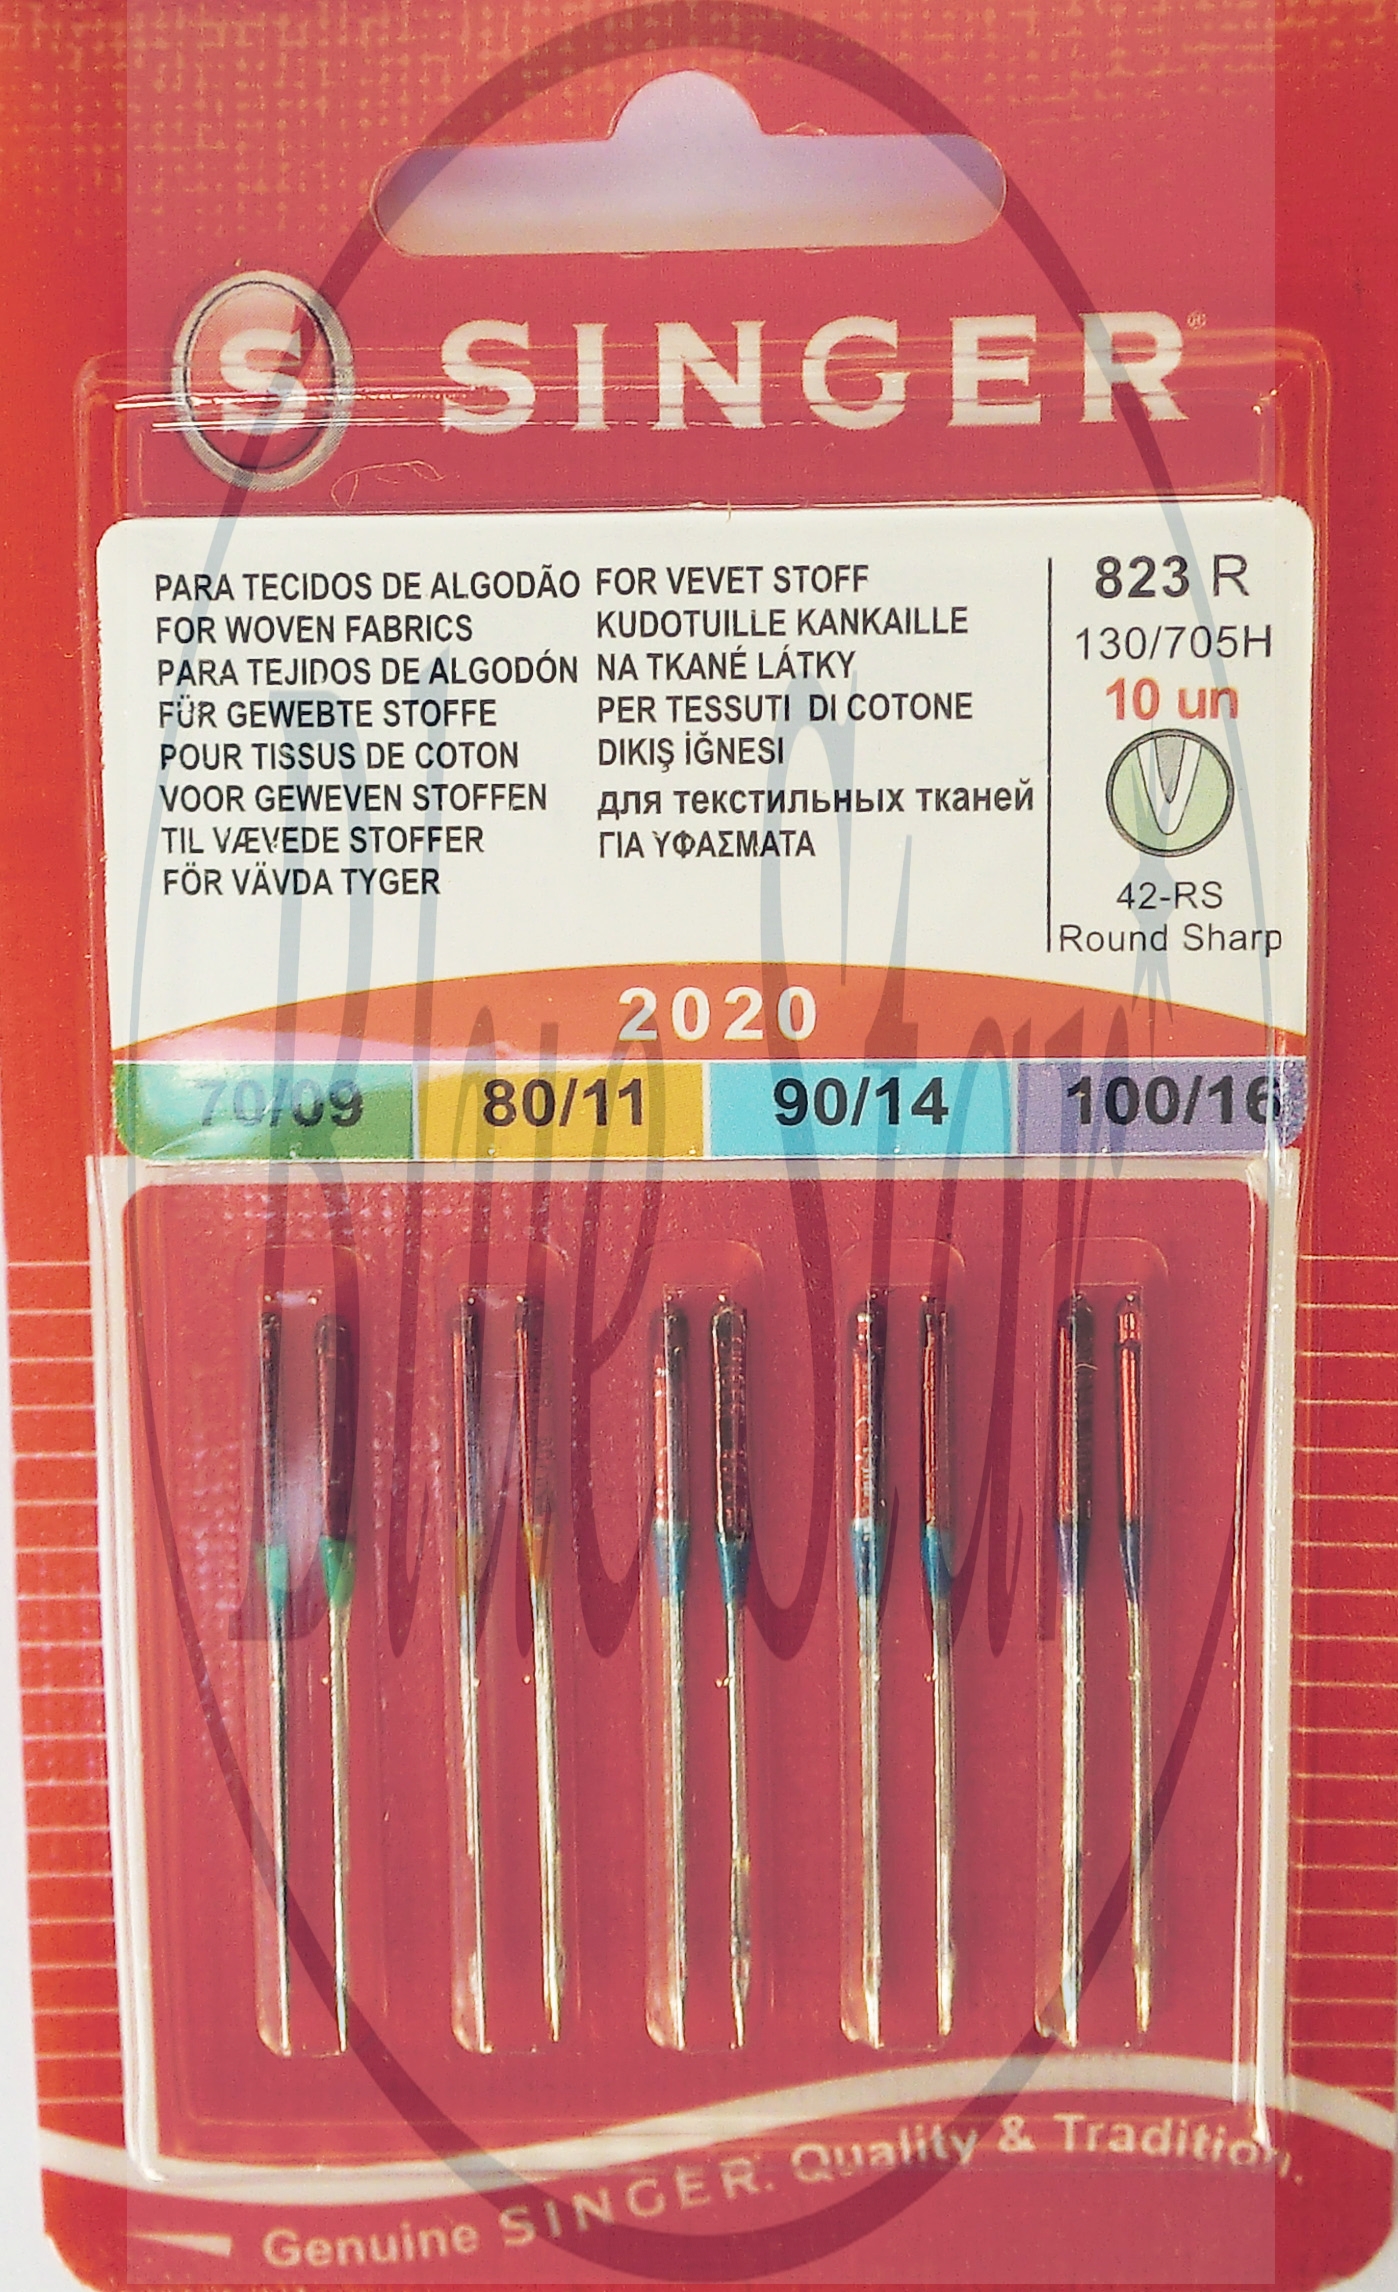 S SINGER®
PARA TECIDOS DE ALGODÃO
FOR WOVEN FABRICS
PARA TEJIDOS DE ALGODÓN
FÜR GEWEBTE STOFFE
POUR TISSUS DE COTON
VOOR GEWEVEN STOFFEN
TIL VÆVEDE STOFFER
FÖR VÄVDA TYGER
FOR VEVET STOFF
KUDOTUILLE KANKAILLE
NA TKANÉ LÁTKY
PER TESSUTI DI COTONE
DIKIŞ İĞNESI
для текстильных тканей
ΓΙΑ ΥΦΑΣΜΑΤΑ
823 R
130/705H
10 un
42-RS
Round Sharp
2020
70/09 80/11 90/14 100/16
Blue Star
Genuine SINGER. Quality & Tradition.